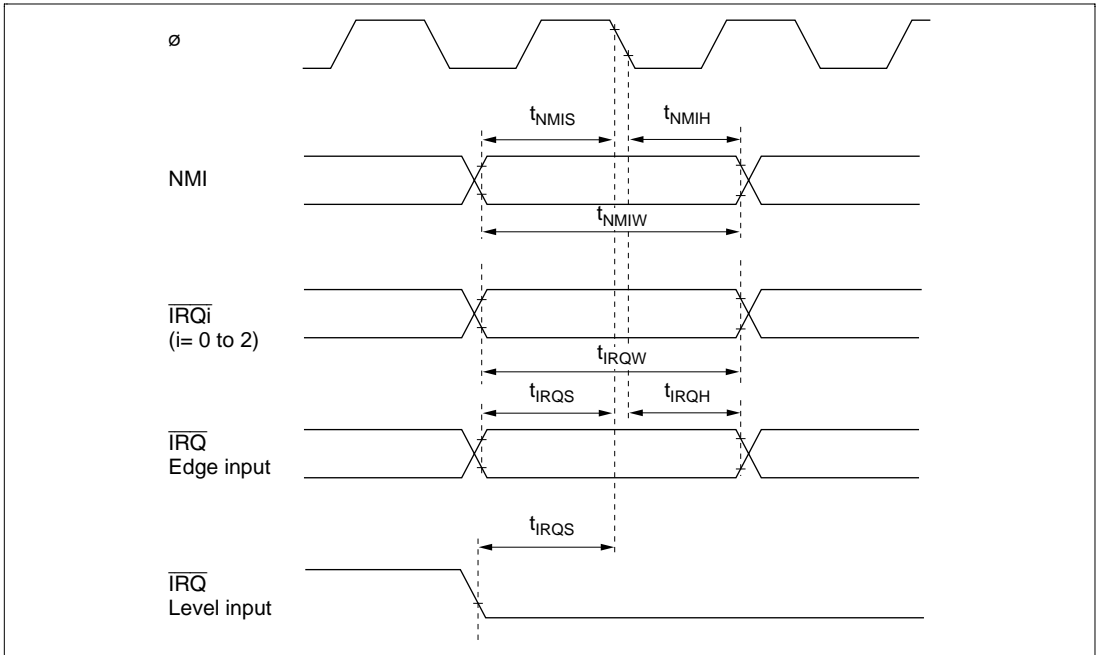 ø
tNMIS
tNMIH
NMI
tNMIW
IRQi
(i= 0 to 2)
tIRQW
tIRQS
tIRQH
IRQ
Edge input
tIRQS
IRQ
Level input